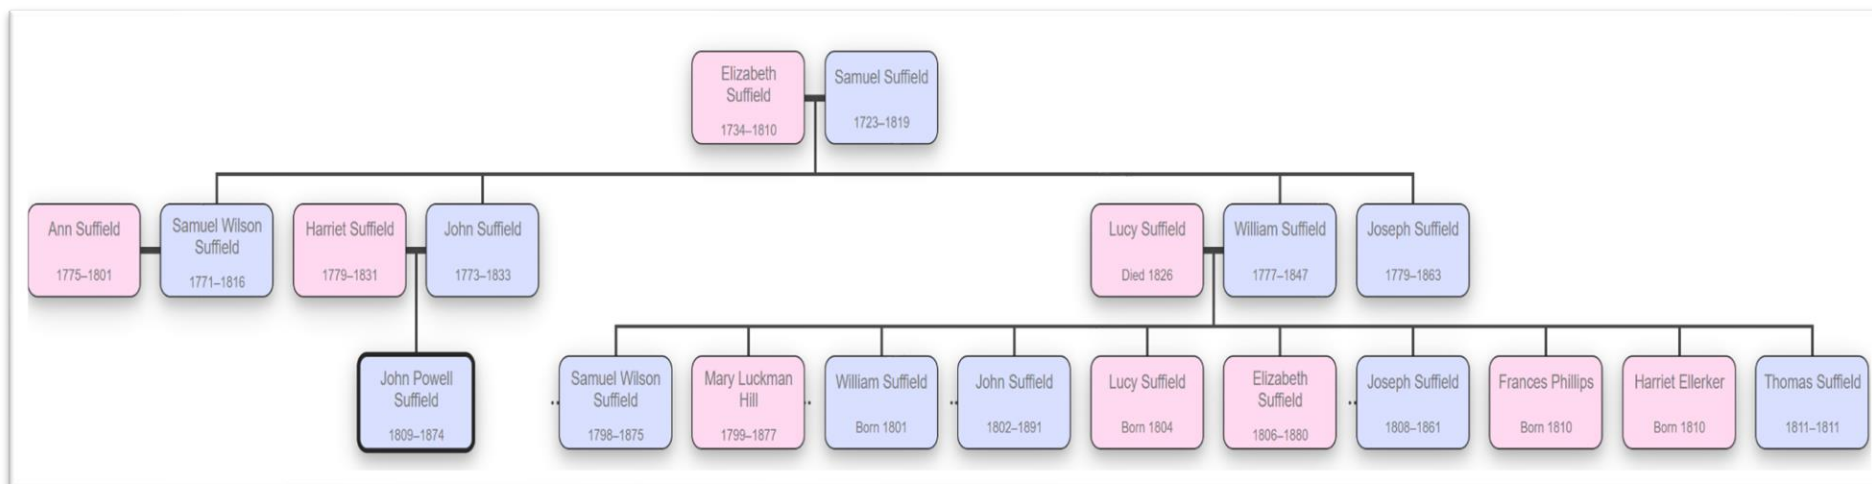 Elizabeth
Suffield
1734–1810
Samuel Suffield
1723–1819
Ann Suffield
1775–1801
Samuel Wilson
Suffield
1771–1816
Harriet Suffield
1779–1831
John Suffield
1773–1833
Lucy Suffield
Died 1826
William Suffield
1777–1847
Joseph Suffield
1779–1863
John Powell
Suffield
1809–1874
Samuel Wilson
Suffield
1798–1875
Mary Luckman
Hill
1799–1877
William Suffield
Born 1801
John Suffield
1802–1891
Lucy Suffield
Born 1804
Elizabeth
Suffield
1806–1880
Joseph Suffield
1808–1861
Frances Phillips
Born 1810
Harriet Ellerker
Born 1810
Thomas Suffield
1811–1811